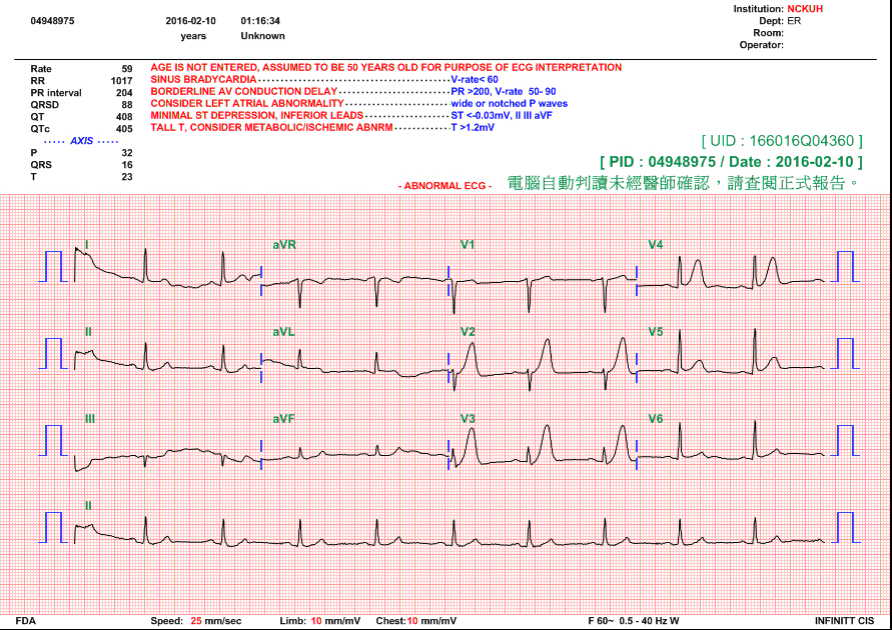 Institution: NCKUH
04948975 2016-02-10 01:16:34 Dept: ER
years Unknown Room:
Operator:
Rate 59 AGE IS NOT ENTERED, ASSUMED TO BE 50 YEARS OLD FOR PURPOSE OF ECG INTERPRETATION
RR 1017 SINUS BRADYCARDIA V-rate< 60
PR interval 204 BORDERLINE AV CONDUCTION DELAY PR >200, V-rate 50- 90
QRSD 88 CONSIDER LEFT ATRIAL ABNORMALITY wide or notched P waves
QT 408 MINIMAL ST DEPRESSION, INFERIOR LEADS ST <-0.03mV, II III aVF
QTc 405 TALL T, CONSIDER METABOLIC/ISCHEMIC ABNRM T >1.2mV
AXIS
[ UID : 166016Q04360 ]
P 32
[ PID : 04948975 / Date : 2016-02-10 ]
QRS 16
T 23
- ABNORMAL ECG - 電腦自動判讀未經醫師確認，請查閱正式報告。
I aVR V1 V4
II aVL V2 V5
III aVF V3 V6
II
FDA Speed: 25 mm/sec Limb: 10 mm/mV Chest:10 mm/mV F 60~ 0.5 - 40 Hz W INFINITT CIS